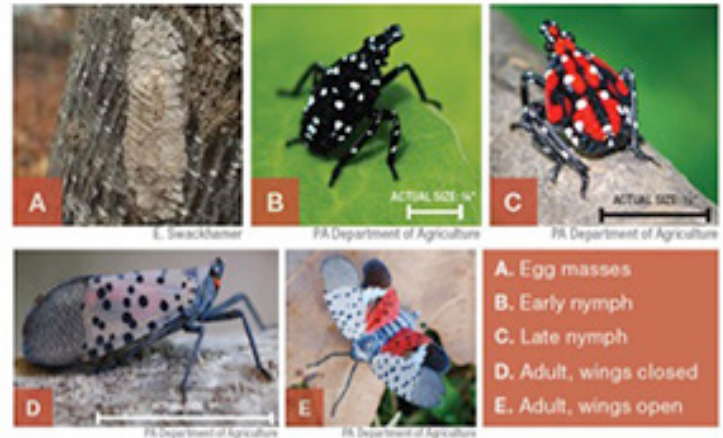 A
E. Swackhamer
B
ACTUAL SIZE: ¼"
PA Department of Agriculture
C
ACTUAL SIZE: ½"
PA Department of Agriculture
D
PA Department of Agriculture
E
PA Department of Agriculture
A. Egg masses
B. Early nymph
C. Late nymph
D. Adult, wings closed
E. Adult, wings open